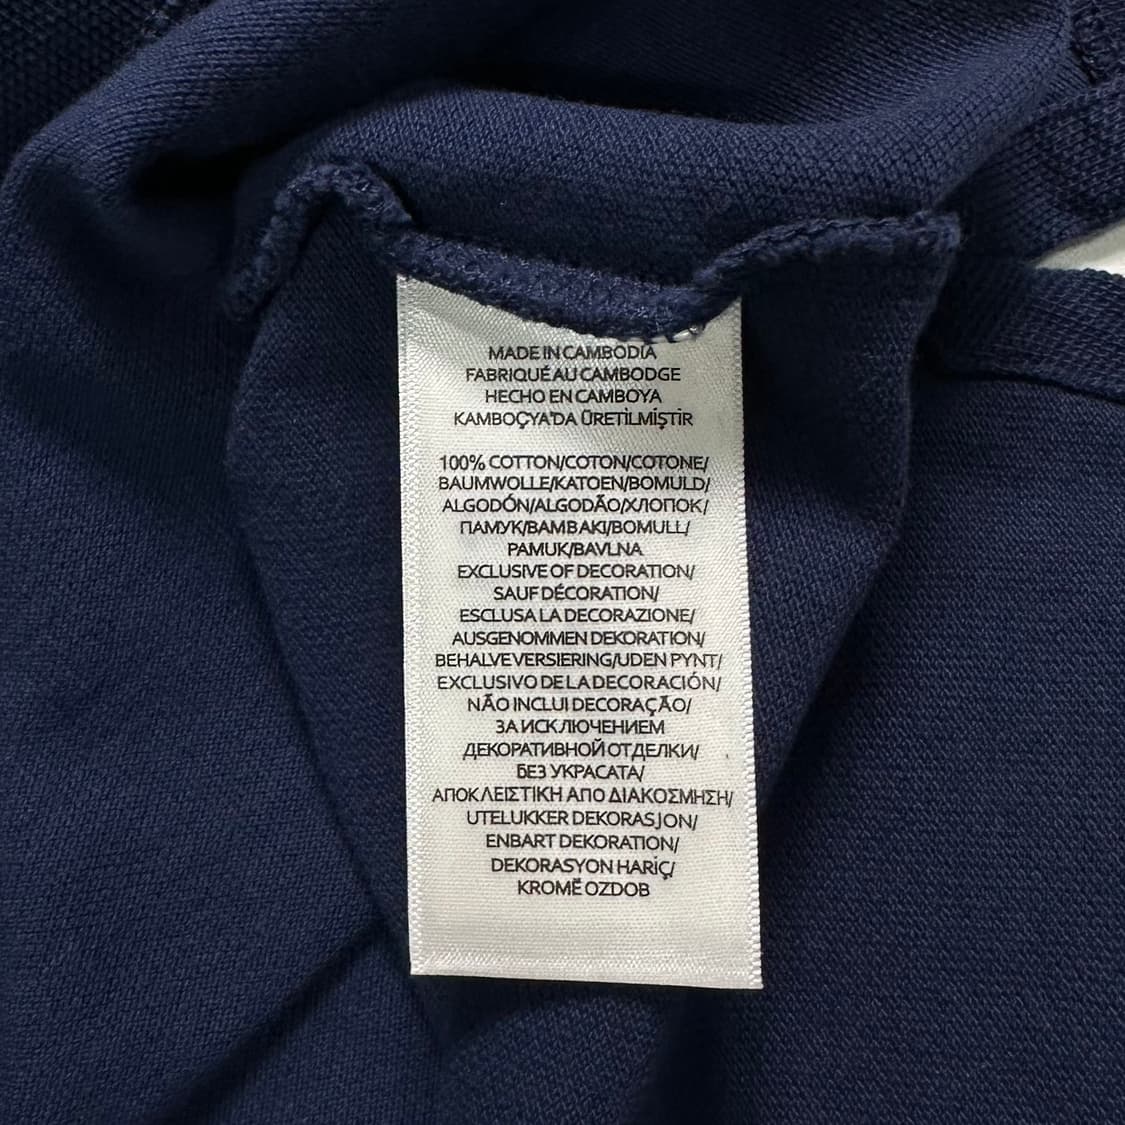 MADE IN CAMBODIA
FABRIQUÉ AU CAMBODGE
HECHO EN CAMBOYA
KAMBOÇYA'DA ÜRETİLMİŞTİR
100% COTTON/COTON/COTONE/
BAUMWOLLE/KATOEN/BOMULD/
ALGODÓN/ALGODÃO/ХЛОПОК/
ПАМУК/ΒΑΜΒΑΚΙ/BOMULL/
PAMUK/BAVLNA
EXCLUSIVE OF DECORATION/
SAUF DÉCORATION/
ESCLUSA LA DECORAZIONE/
AUSGENOMMEN DEKORATION/
BEHALVE VERSIERING/UDEN PYNT/
EXCLUSIVO DE LA DECORACIÓN/
NÃO INCLUI DECORAÇÃO/
ЗА ИСКЛЮЧЕНИЕМ
ДЕКОРАТИВНОЙ ОТДЕЛКИ/
БЕЗ УКРАСАТА/
ΑΠΟΚΛΕΙΣΤΙΚΗ ΑΠΟ ΔΙΑΚΟΣΜΗΣΗ/
UTELUKKER DEKORASJON/
ENBART DEKORATION/
DEKORASYON HARİÇ/
KROMĚ OZDOB